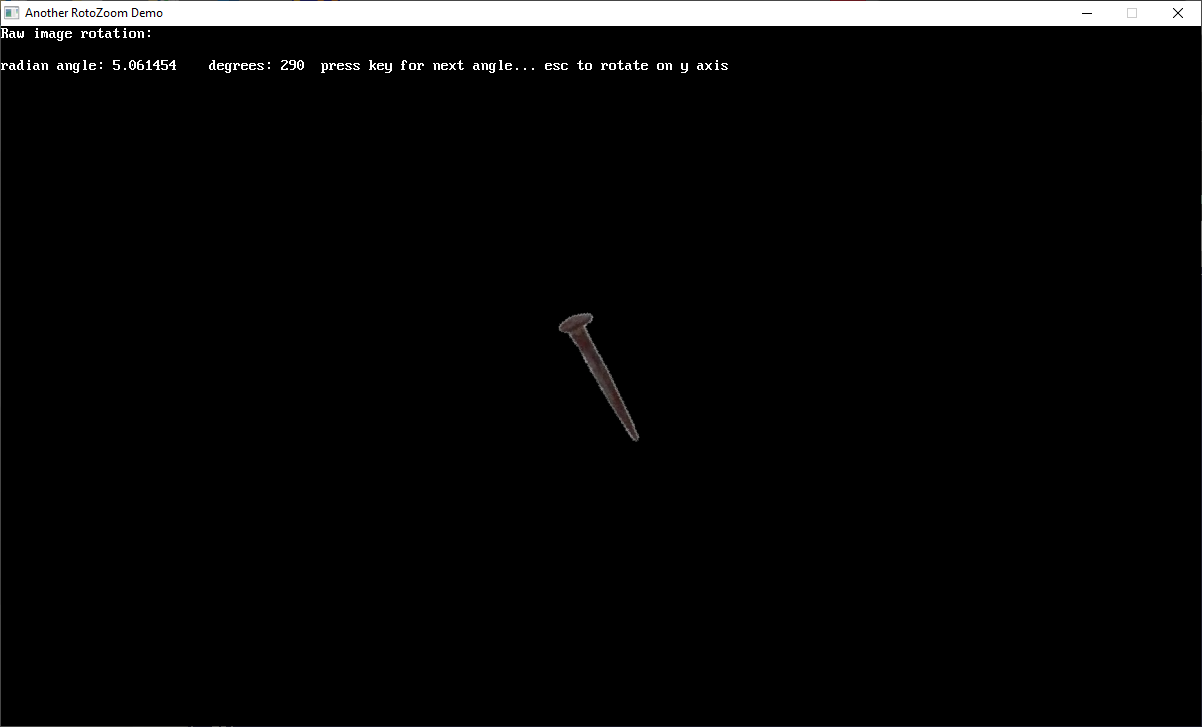 Another RotoZoom Demo
Raw image rotation:
radian angle: 5.061454    degrees: 290  press key for next angle... esc to rotate on y axis